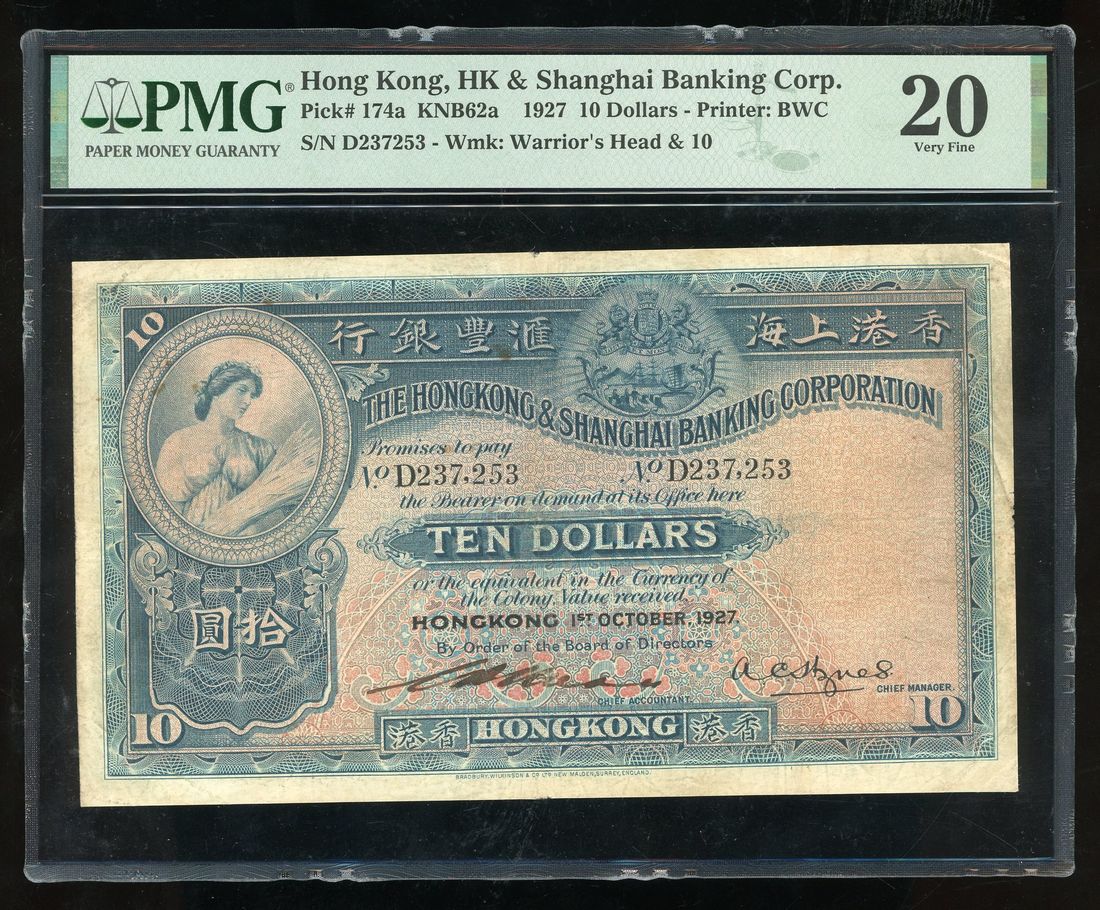 PMG®
PAPER MONEY GUARANTY
Hong Kong, HK & Shanghai Banking Corp.
Pick# 174a KNB62a 1927 10 Dollars - Printer: BWC
S/N D237253 - Wmk: Warrior's Head & 10
20
Very Fine
10
行銀豐滙 海上港香
THE HONGKONG & SHANGHAI BANKING CORPORATION
Promises to pay
No D237,253 No D237,253
the Bearer on demand at its Office here
TEN DOLLARS
or the equivalent in the Currency of
the Colony Value received
圓拾
HONGKONG 1ST OCTOBER, 1927.
By Order of the Board of Directors
CHIEF ACCOUNTANT.
CHIEF MANAGER.
10 港香 HONGKONG 港香 10
BRADBURY, WILKINSON & CO LTD NEW MALDEN, SURREY, ENGLAND.